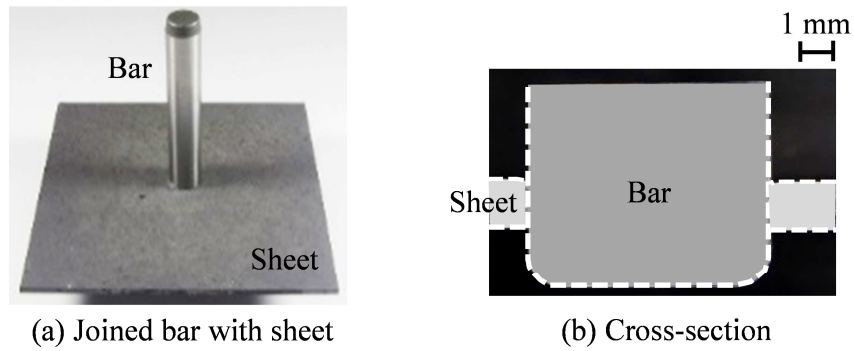 1 mm
Bar
Sheet
Bar
Sheet
(a) Joined bar with sheet
(b) Cross-section